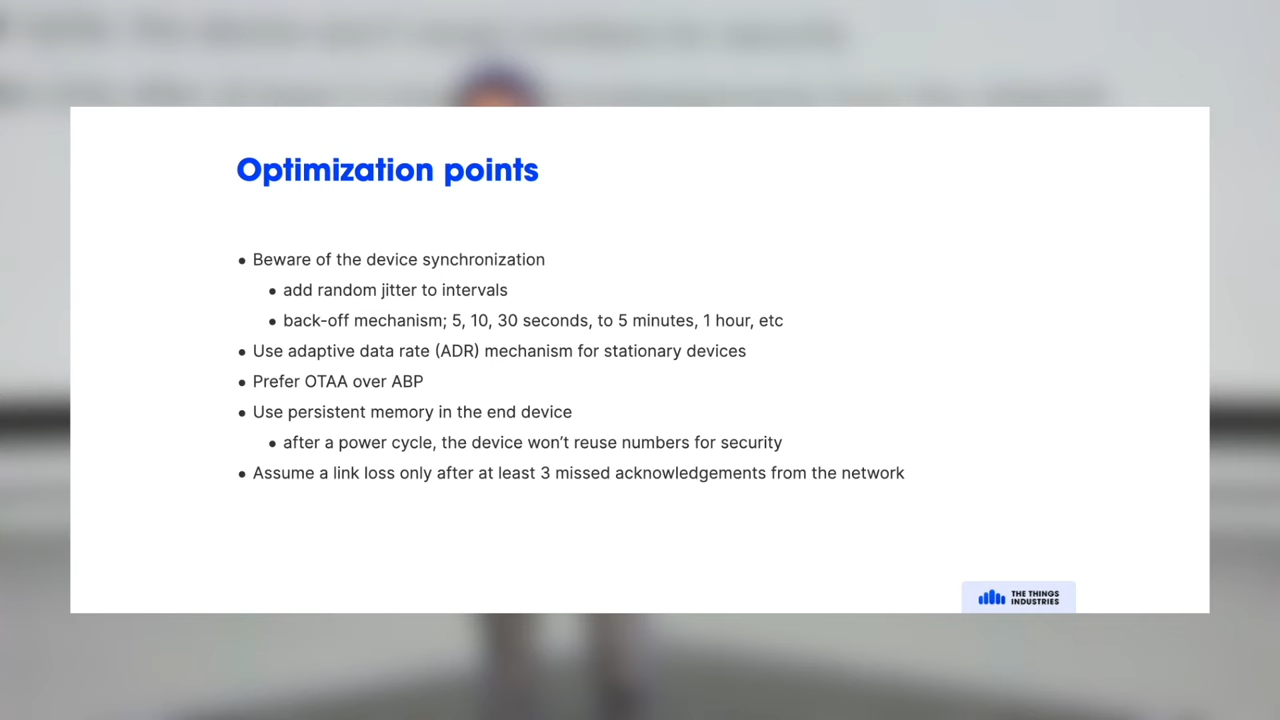 Optimization points
• Beware of the device synchronization
• add random jitter to intervals
• back-off mechanism; 5, 10, 30 seconds, to 5 minutes, 1 hour, etc
• Use adaptive data rate (ADR) mechanism for stationary devices
• Prefer OTAA over ABP
• Use persistent memory in the end device
• after a power cycle, the device won’t reuse numbers for security
• Assume a link loss only after at least 3 missed acknowledgements from the network
THE THINGS
INDUSTRIES